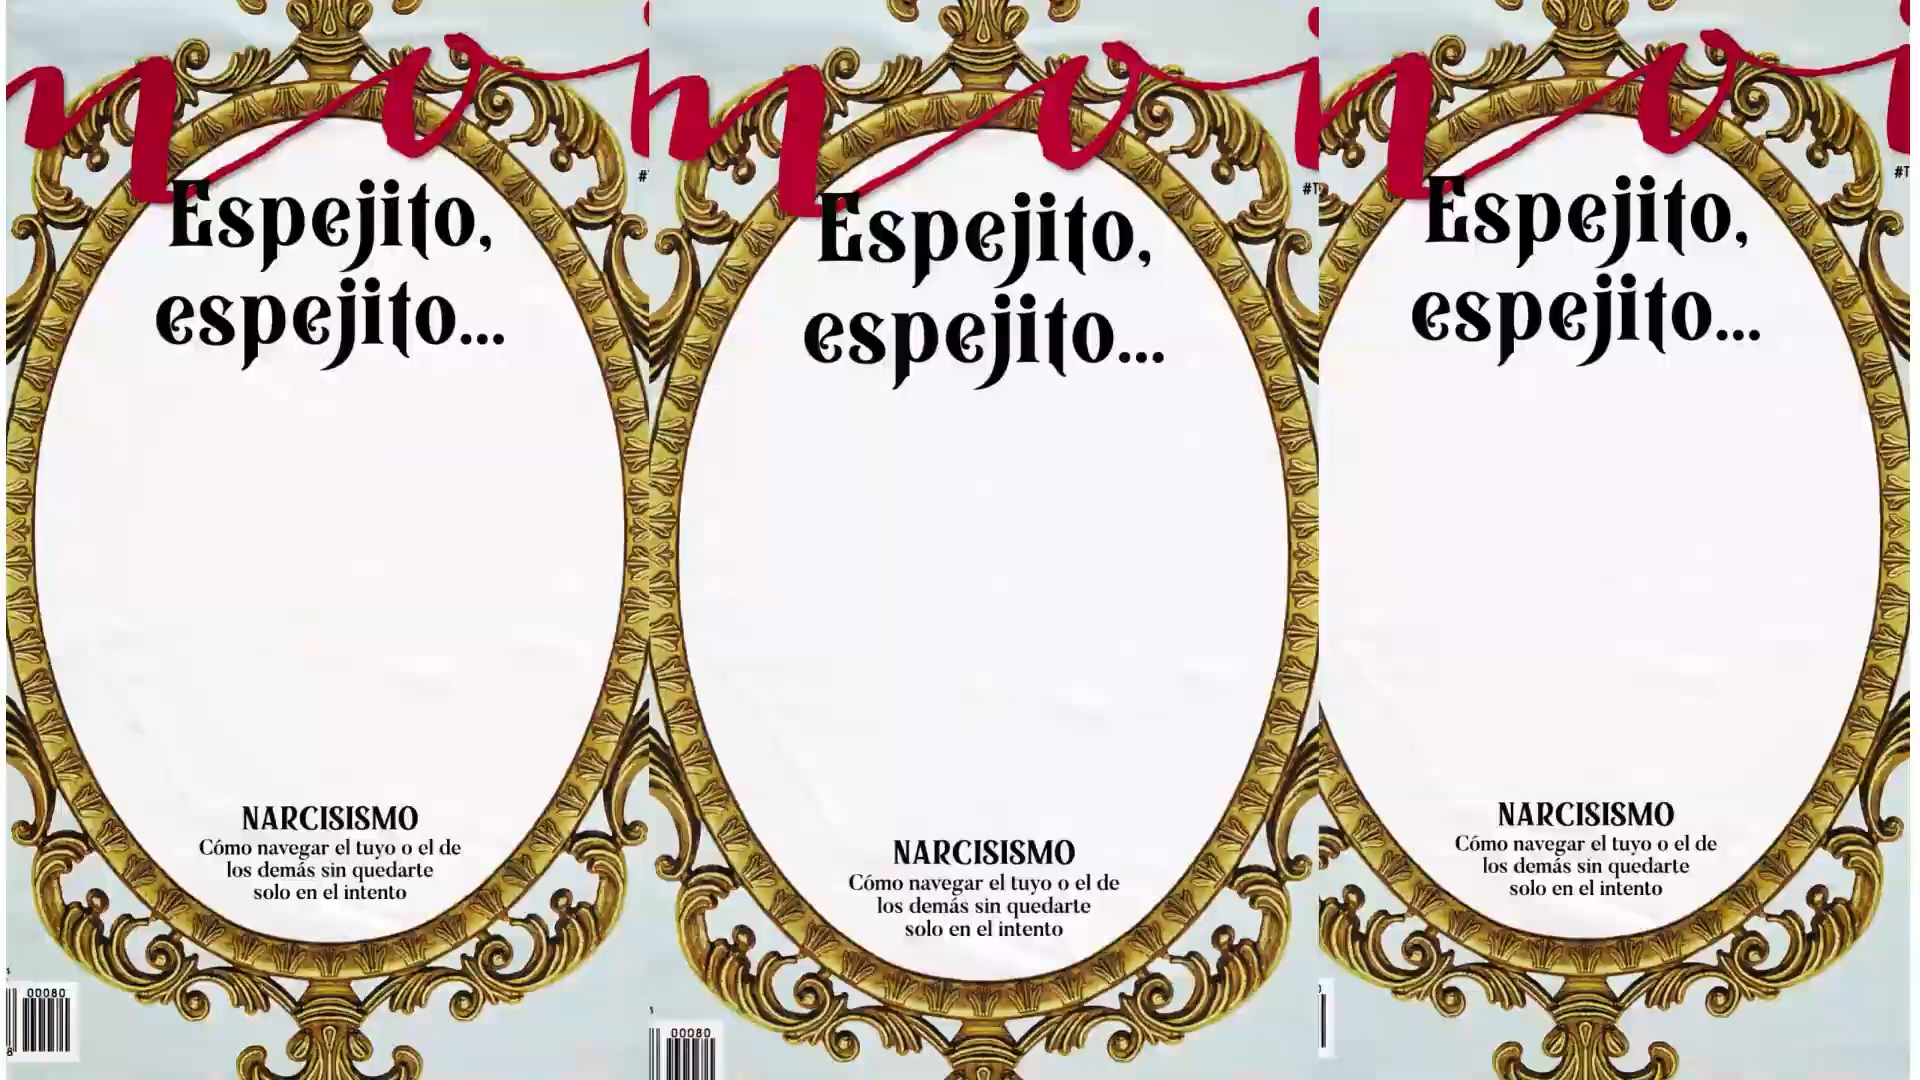 Espejito,
espejito...
NARCISISMO
Cómo navegar el tuyo o el de
los demás sin quedarte
solo en el intento
00080
Espejito,
espejito...
NARCISISMO
Cómo navegar el tuyo o el de
los demás sin quedarte
solo en el intento
00080
#T
Espejito,
espejito...
NARCISISMO
Cómo navegar el tuyo o el de
los demás sin quedarte
solo en el intento